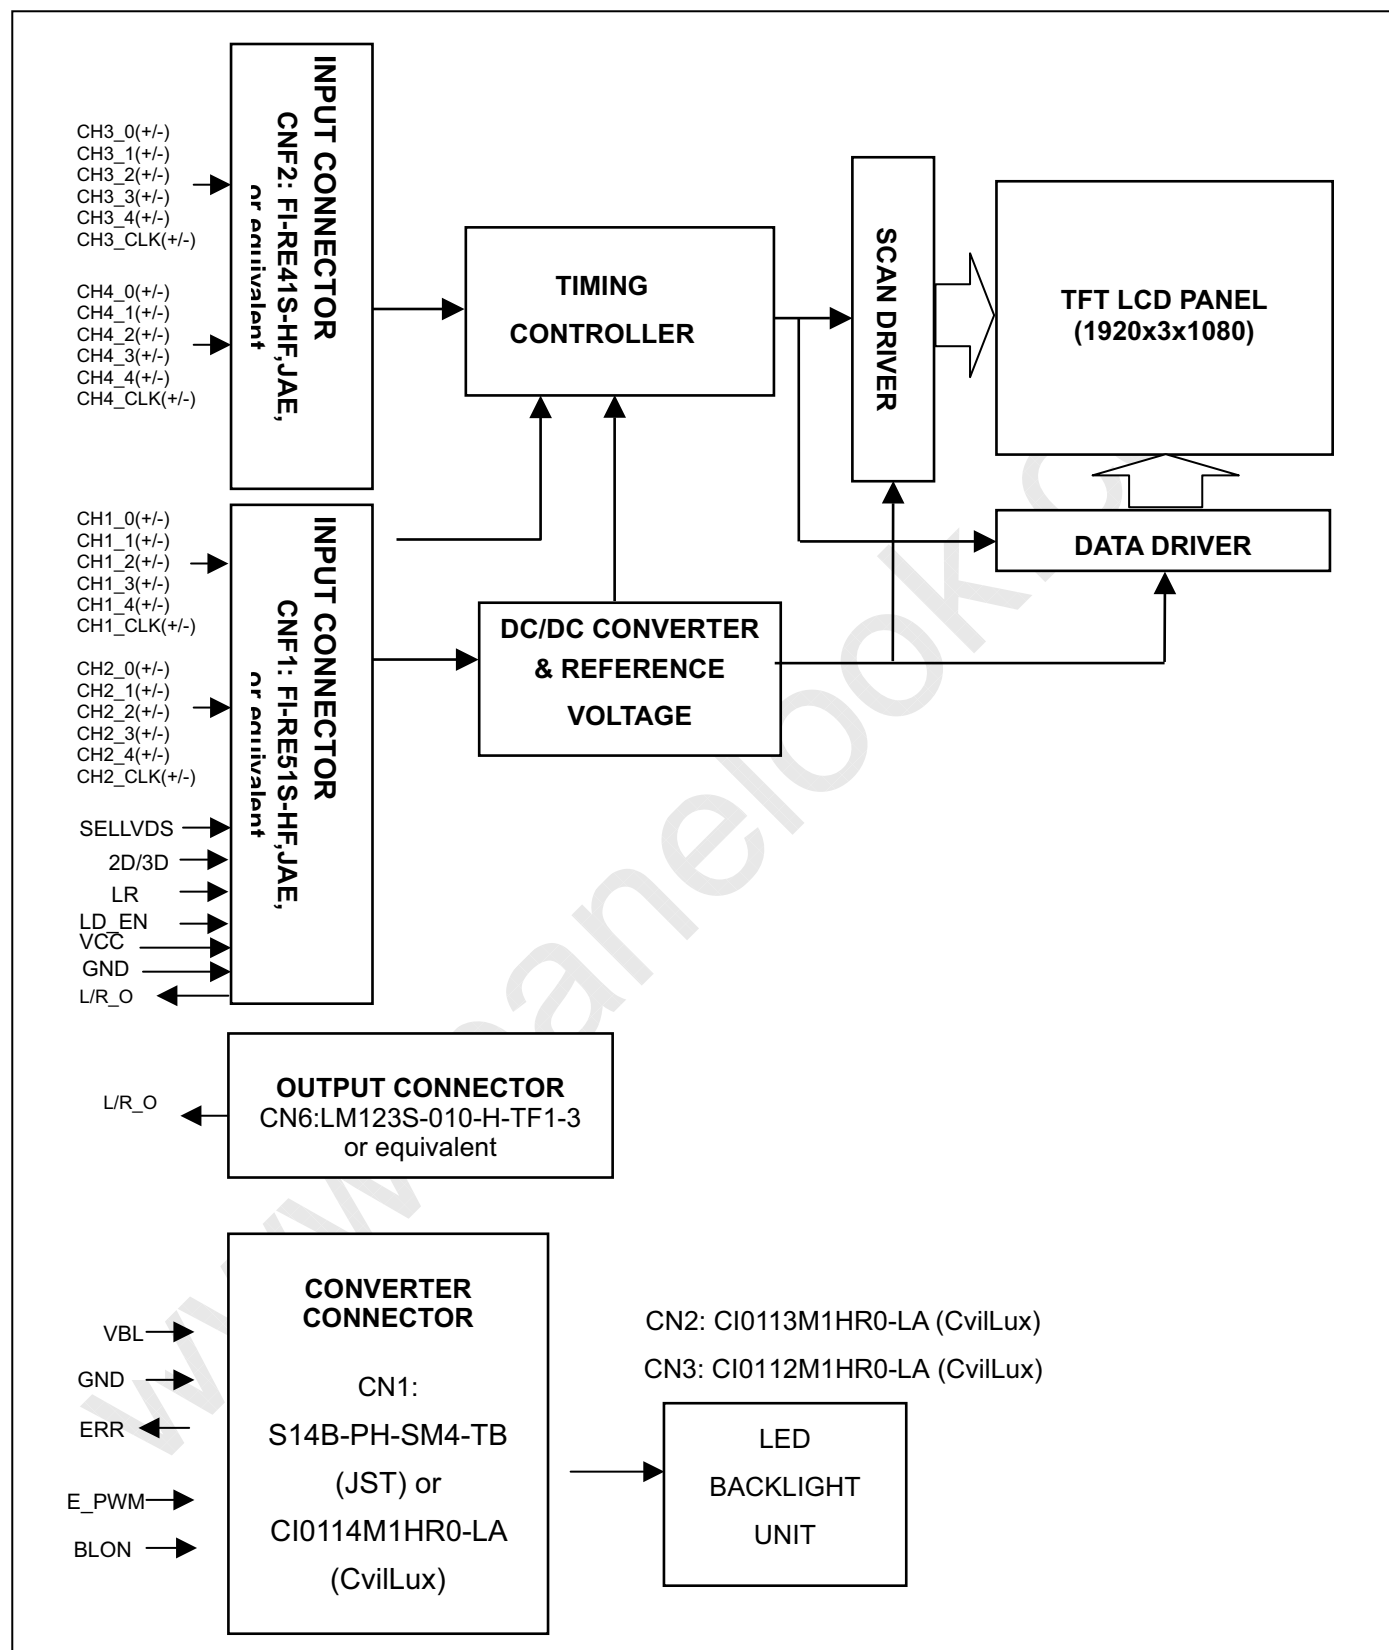 INPUT CONNECTOR
CNF2: FI-RE41S-HF,JAE,
or equivalent
CH3_0(+/-)
CH3_1(+/-)
CH3_2(+/-)
CH3_3(+/-)
CH3_4(+/-)
CH3_CLK(+/-)
CH4_0(+/-)
CH4_1(+/-)
CH4_2(+/-)
CH4_3(+/-)
CH4_4(+/-)
CH4_CLK(+/-)
TIMING
CONTROLLER
SCAN DRIVER
TFT LCD PANEL
(1920x3x1080)
DATA DRIVER
INPUT CONNECTOR
CNF1: FI-RE51S-HF,JAE,
or equivalent
CH1_0(+/-)
CH1_1(+/-)
CH1_2(+/-)
CH1_3(+/-)
CH1_4(+/-)
CH1_CLK(+/-)
CH2_0(+/-)
CH2_1(+/-)
CH2_2(+/-)
CH2_3(+/-)
CH2_4(+/-)
CH2_CLK(+/-)
DC/DC CONVERTER
& REFERENCE
VOLTAGE
SELLVDS
2D/3D
LR
LD_EN
VCC
GND
L/R_O
OUTPUT CONNECTOR
CN6:LM123S-010-H-TF1-3
or equivalent
L/R_O
CONVERTER
CONNECTOR
CN1:
S14B-PH-SM4-TB
(JST) or
CI0114M1HR0-LA
(CvilLux)
VBL
GND
ERR
E_PWM
BLON
CN2: CI0113M1HR0-LA (CvilLux)
CN3: CI0112M1HR0-LA (CvilLux)
LED
BACKLIGHT
UNIT